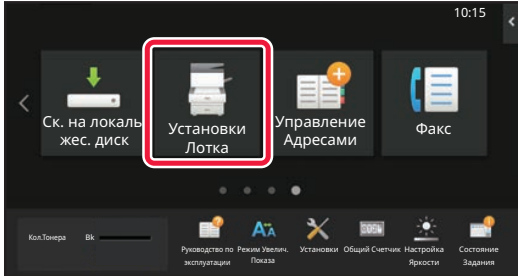 10:15
Ск. на локаль
жес. диск
Установки
Лотка
Управление
Адресами
Факс
Кол.Тонера Bk
Руководство по
эксплуатации
Режим Увелич.
Показа
Установки
Общий Счетчик
Настройка
Яркости
Состояние
Задания